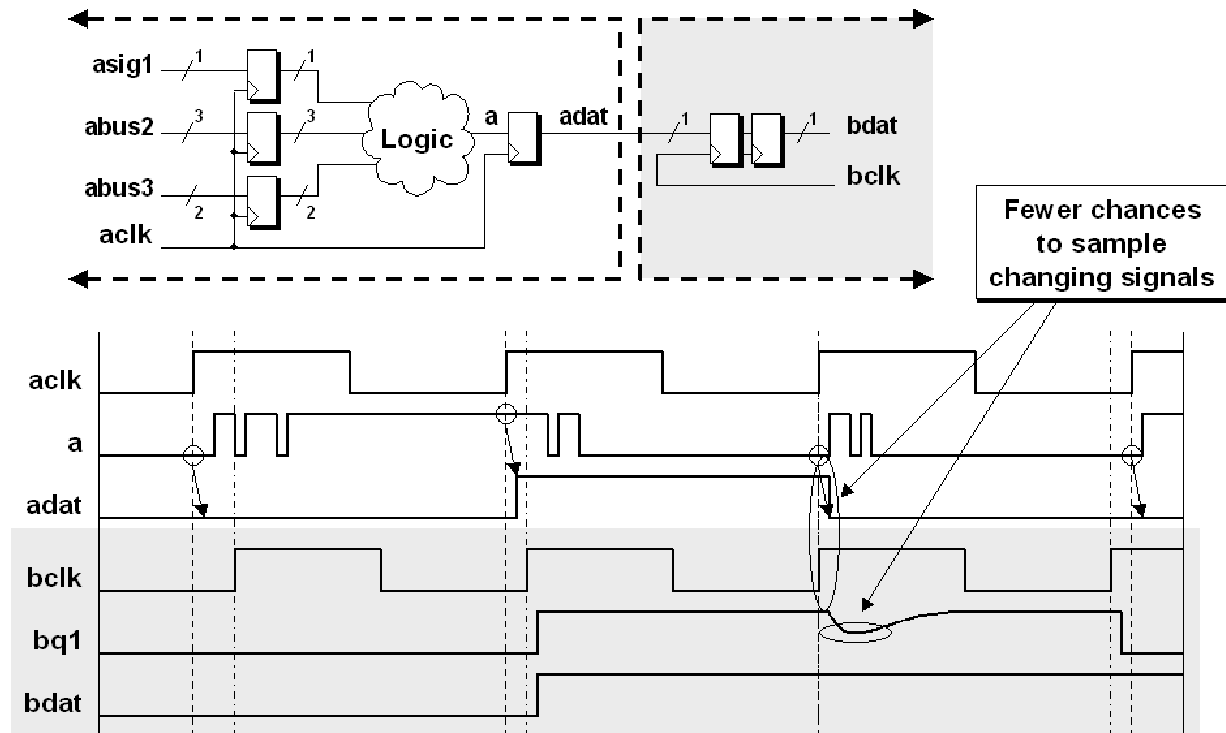 asig1 1 1
abus2 3 3 Logic a adat 1 1 bdat
bclk
abus3 2 2
aclk
Fewer chances
to sample
changing signals
aclk
a
adat
bclk
bq1
bdat